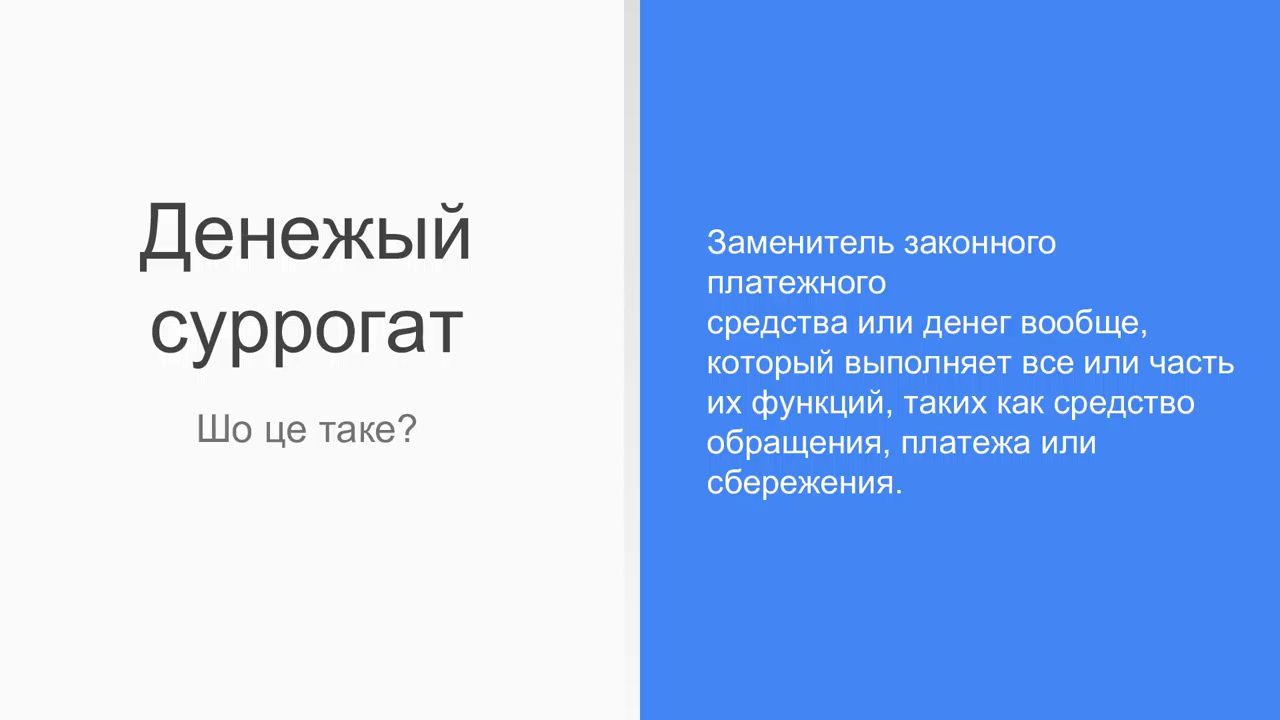 Денежый
суррогат
Шо це таке?
Заменитель законного
платежного
средства или денег вообще,
который выполняет все или часть
их функций, таких как средство
обращения, платежа или
сбережения.